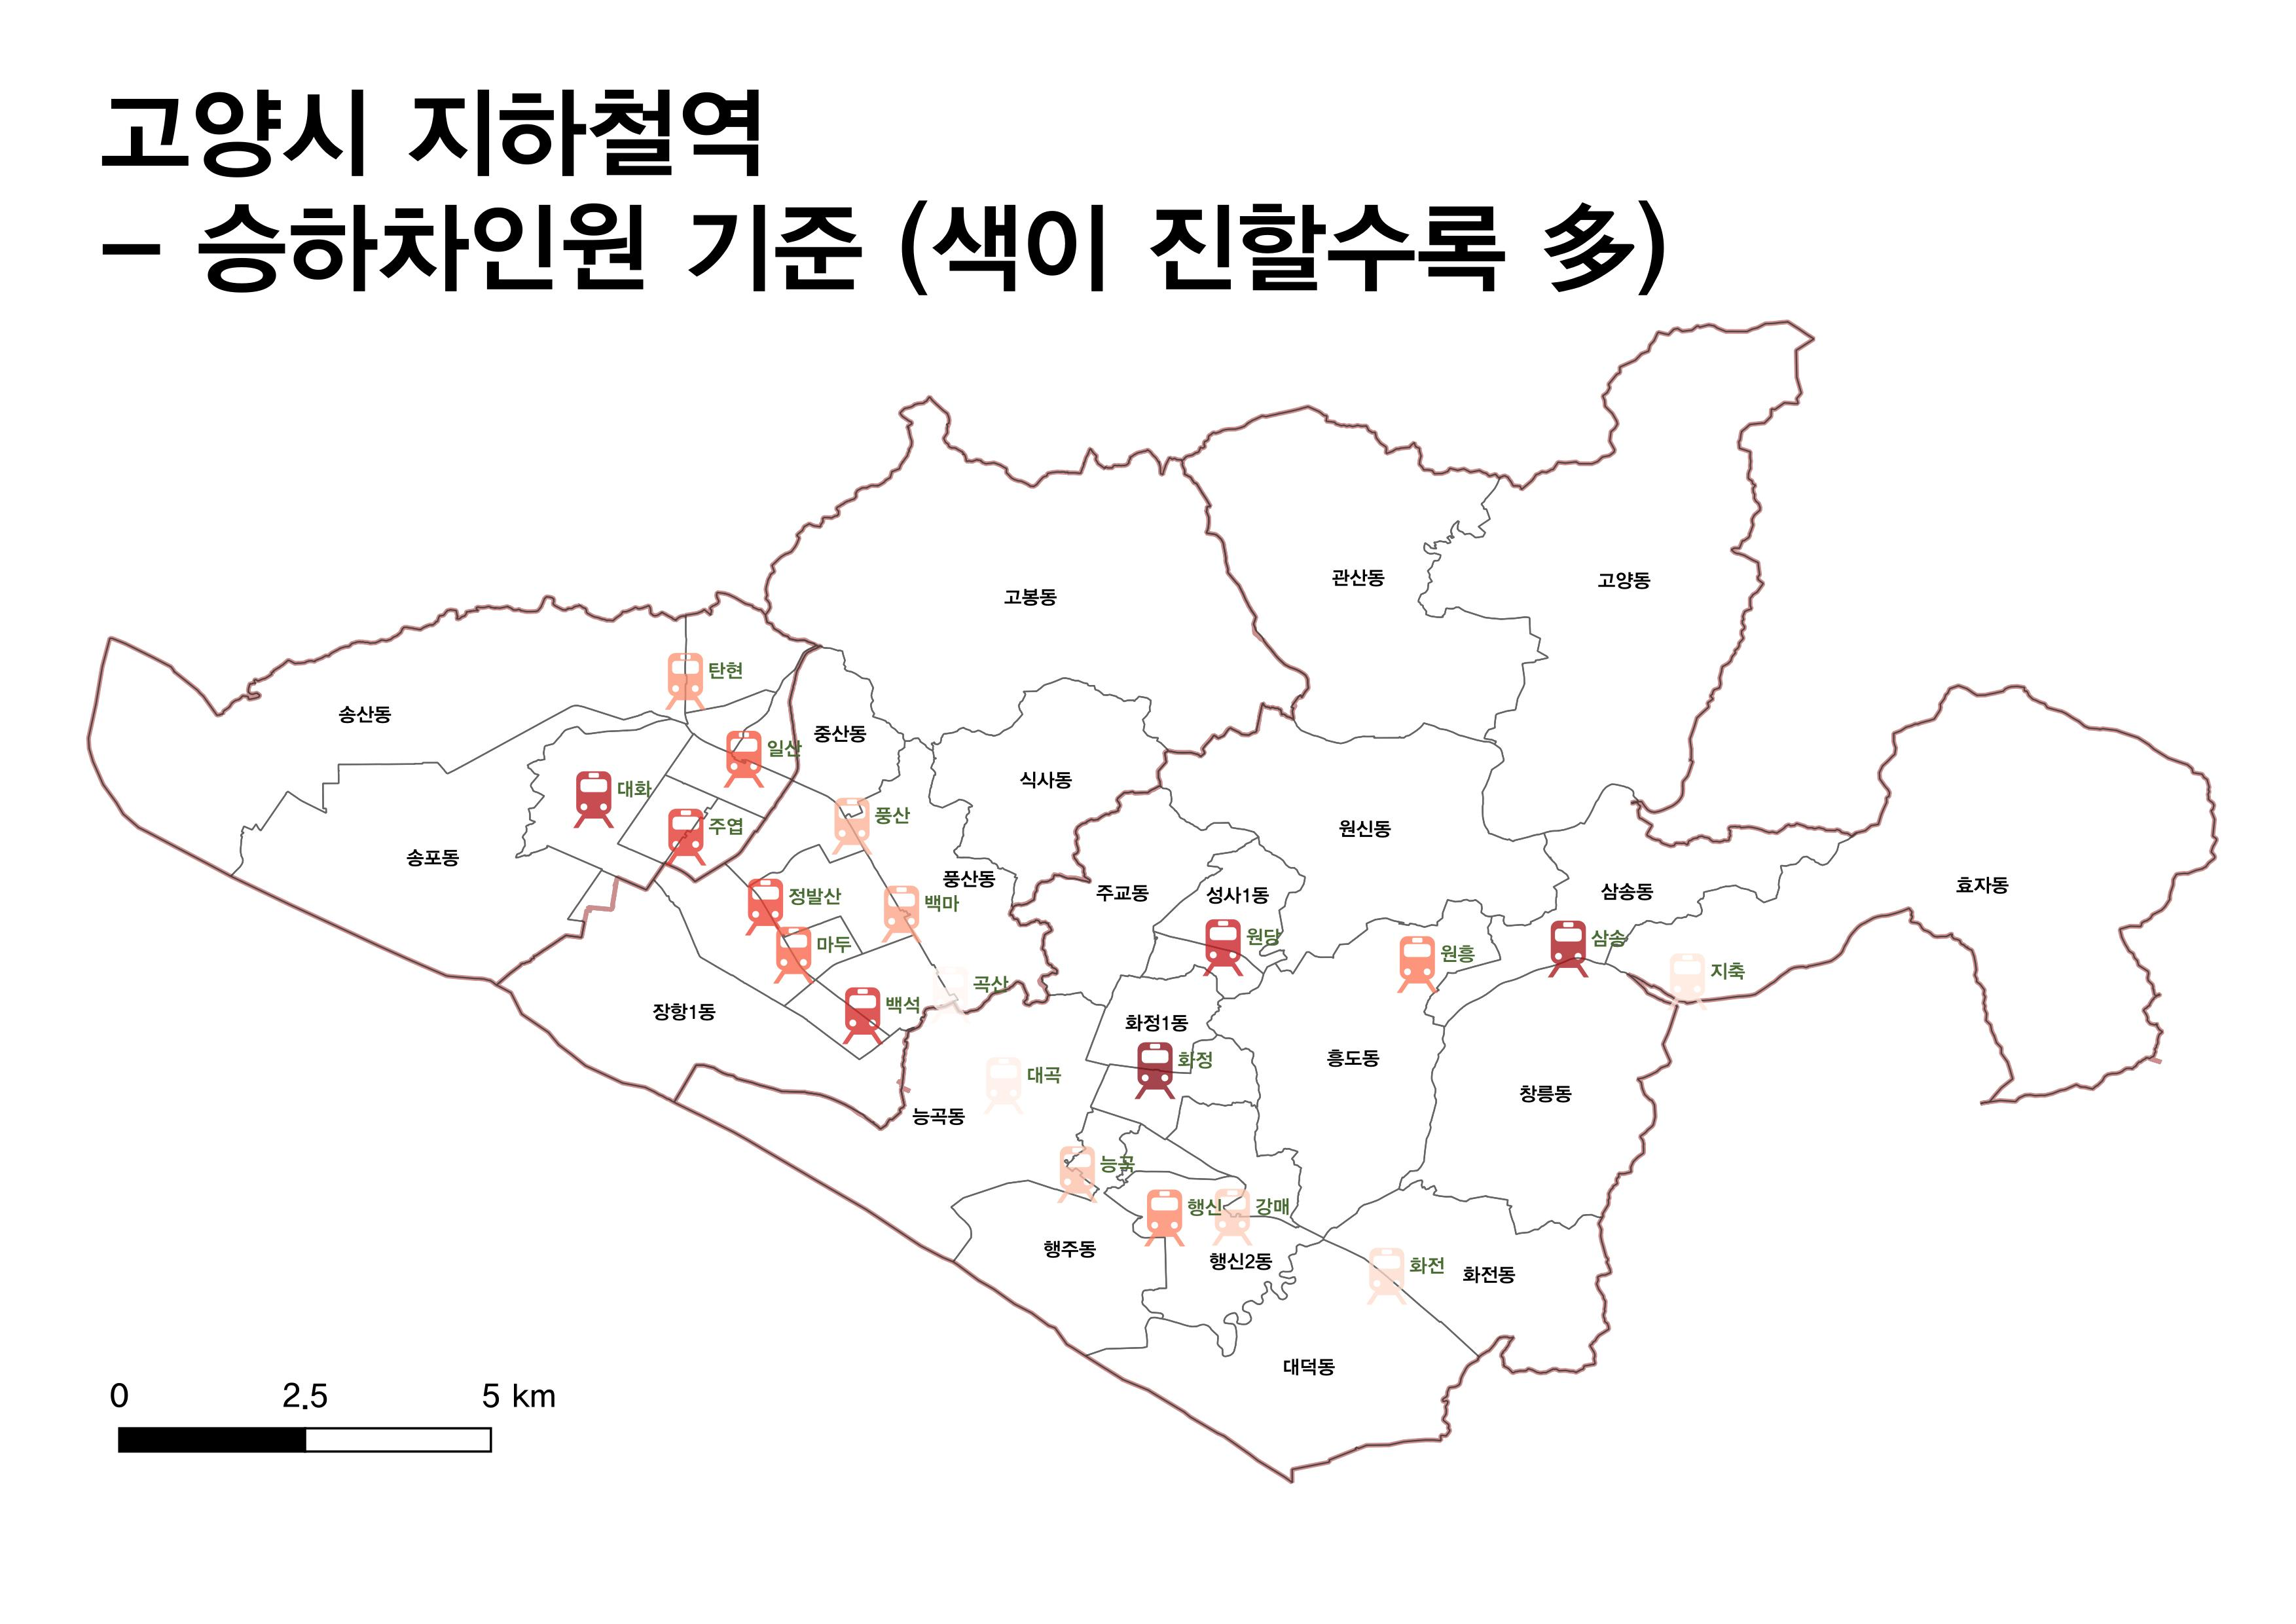 고양시 지하철역
- 승하차인원 기준 (색이 진할수록 多)
고봉동
관산동
고양동
탄현
송산동
중산동
일산
식사동
대화
풍산
주엽
원신동
송포동
풍산동
주교동
성사1동
삼송동
효자동
정발산
백마
마두
원당
원흥
삼송
지축
곡산
백석
장항1동
화정1동
흥도동
화정
대곡
창릉동
능곡동
능곡
행신
강매
행주동
행신2동
화전
화전동
대덕동
0 2.5 5 km